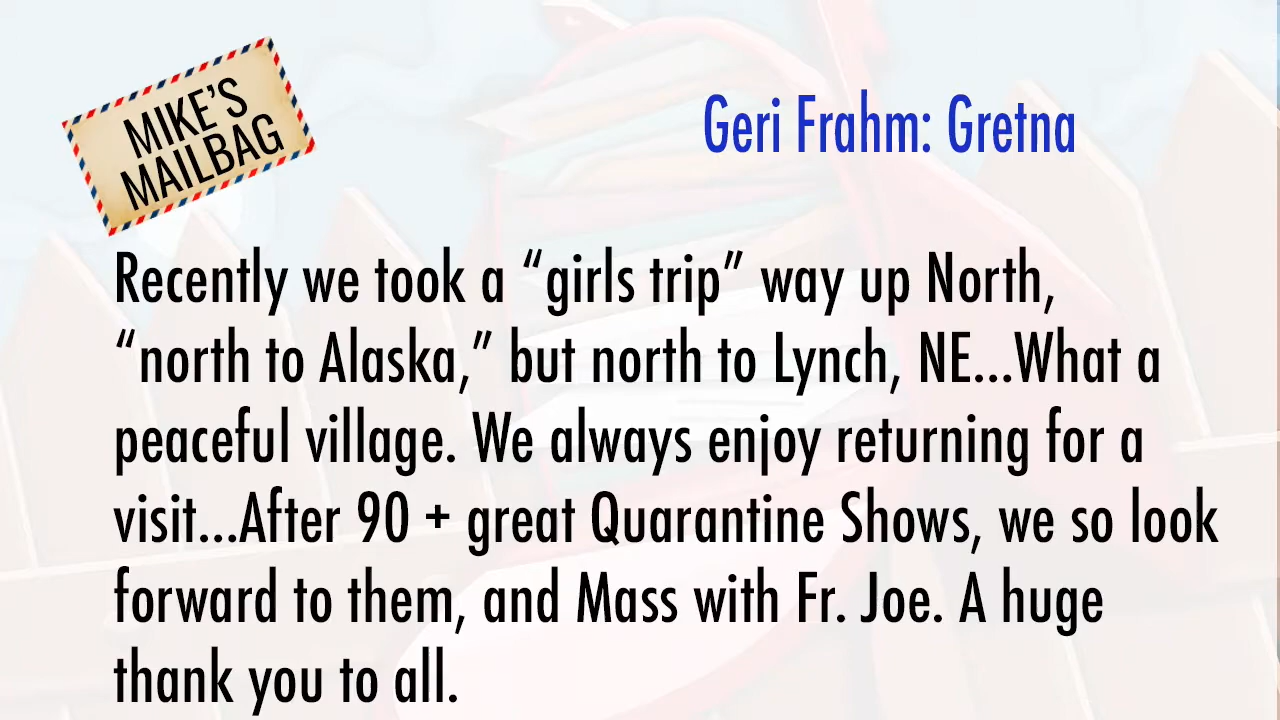 MIKE'S
MAILBAG
Geri Frahm: Gretna
Recently we took a “girls trip” way up North,
“north to Alaska,” but north to Lynch, NE...What a
peaceful village. We always enjoy returning for a
visit...After 90 + great Quarantine Shows, we so look
forward to them, and Mass with Fr. Joe. A huge
thank you to all.